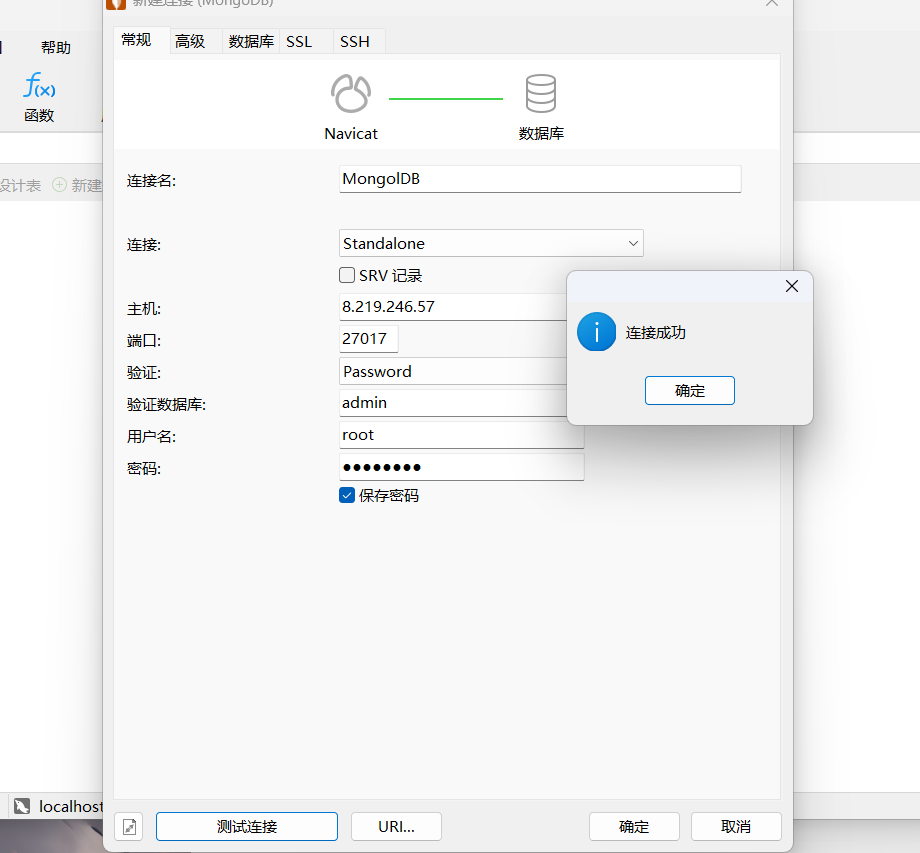 新建连接 (MongoDB)
帮助
常规 高级 数据库 SSL SSH
函数
Navicat 数据库
设计表 新建
连接名: MongolDB
连接: Standalone
SRV 记录
主机: 8.219.246.57
端口: 27017
验证: Password
验证数据库: admin
用户名: root
密码: ●●●●●●●●
保存密码
连接成功
确定
localhost
测试连接 URI... 确定 取消